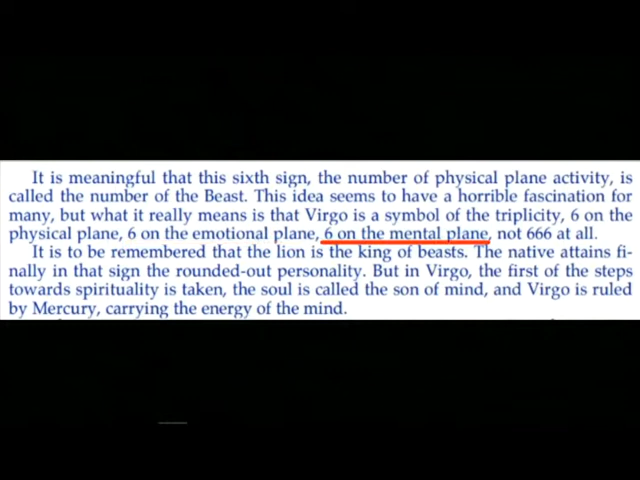 It is meaningful that this sixth sign, the number of physical plane activity, is
called the number of the Beast. This idea seems to have a horrible fascination for
many, but what it really means is that Virgo is a symbol of the triplicity, 6 on the
physical plane, 6 on the emotional plane, 6 on the mental plane, not 666 at all.
It is to be remembered that the lion is the king of beasts. The native attains fi-
nally in that sign the rounded-out personality. But in Virgo, the first of the steps
towards spirituality is taken, the soul is called the son of mind, and Virgo is ruled
by Mercury, carrying the energy of the mind.